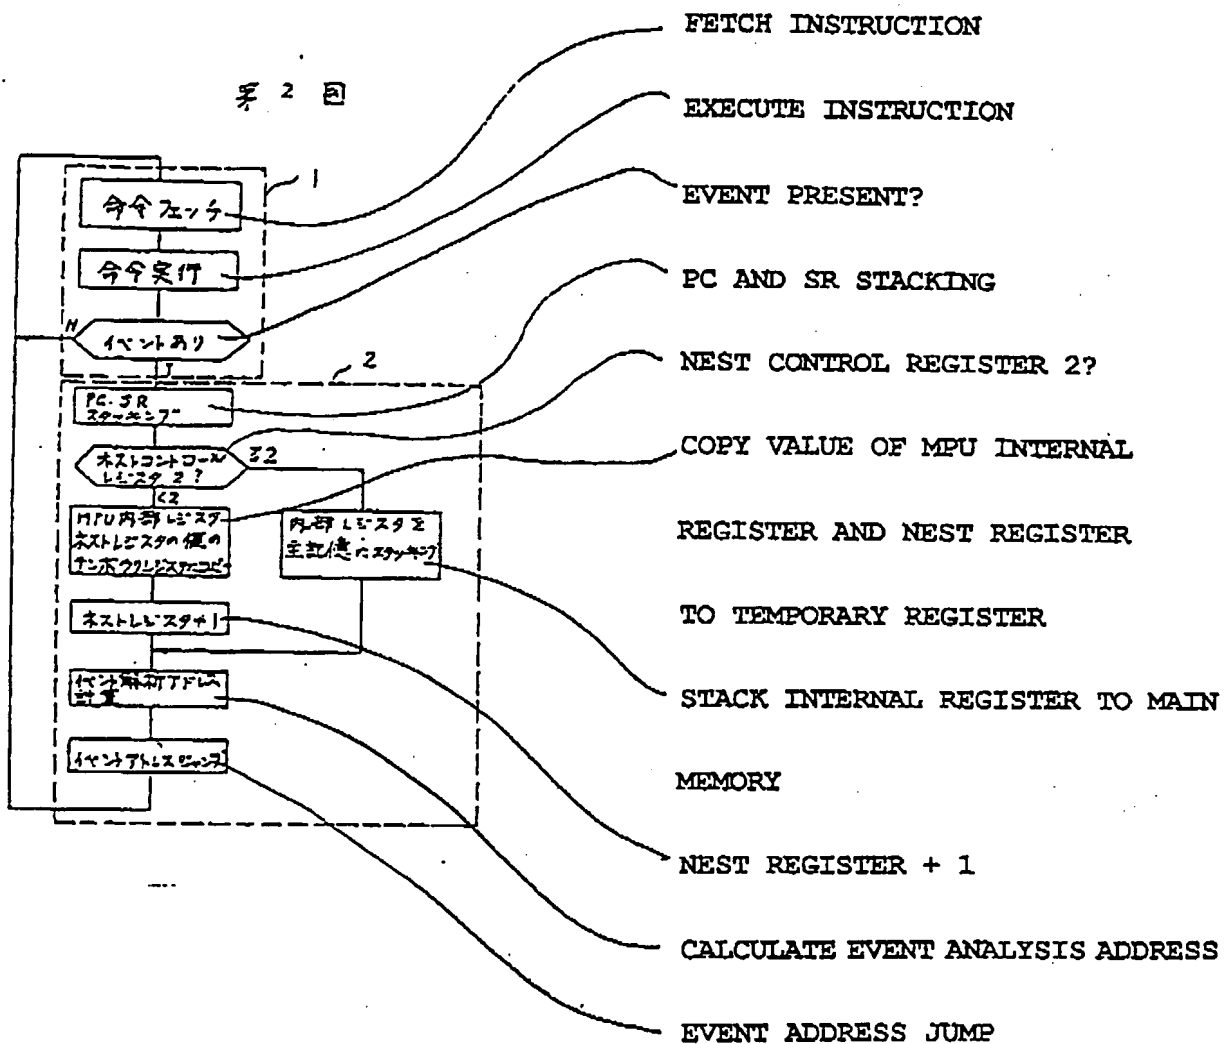 第 2 図
1
命令フェッチ
命令実行
N
イベントあり
Y
2
PC・SR
スタッキング
ネストコントロール
レジスタ 2 ?
≧2
<2
MPU内部レジスタ
ネストレジスタの値の
テンポラリレジスタにコピー
内部レジスタを
主記憶にスタッキング
ネストレジスタ+1
イベント解析アドレス
計算
イベントアドレスジャンプ
FETCH INSTRUCTION
EXECUTE INSTRUCTION
EVENT PRESENT?
PC AND SR STACKING
NEST CONTROL REGISTER 2?
COPY VALUE OF MPU INTERNAL
REGISTER AND NEST REGISTER
TO TEMPORARY REGISTER
STACK INTERNAL REGISTER TO MAIN
MEMORY
NEST REGISTER + 1
CALCULATE EVENT ANALYSIS ADDRESS
EVENT ADDRESS JUMP